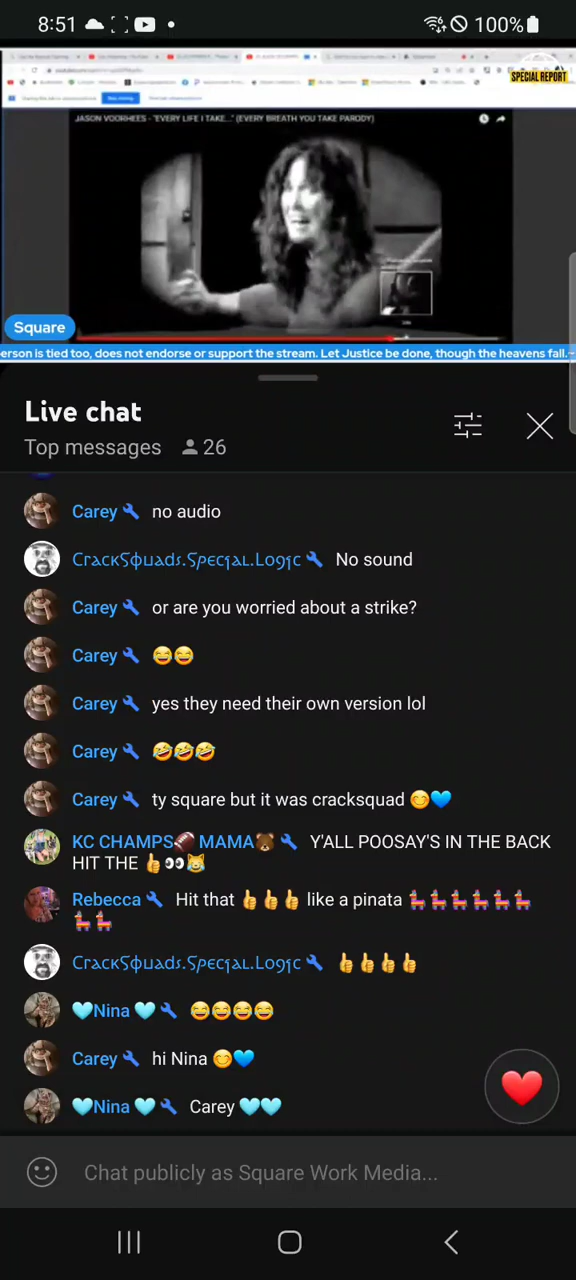 8:51
100%
SPECIAL REPORT
JASON VOORHEES - "EVERY LIFE I TAKE..." (EVERY BREATH YOU TAKE PARODY)
Square
erson is tied too, does not endorse or support the stream. Let Justice be done, though the heavens fall.~
Live chat
Top messages 26
Carey no audio
CrackSquads.Special.Logic No sound
Carey or are you worried about a strike?
Carey 😂😂
Carey yes they need their own version lol
Carey 🤣🤣🤣
Carey ty square but it was cracksquad 😊💙
KC CHAMPS🏈 MAMA🐻 Y'ALL POOSAY'S IN THE BACK
HIT THE 👍👀😹
Rebecca Hit that 👍👍👍 like a pinata 🪅🪅🪅🪅🪅🪅
🪅🪅
CrackSquads.Special.Logic 👍👍👍👍
🩵Nina 🩵 😂😂😂😂
Carey hi Nina 😊💙
🩵Nina 🩵 Carey 🩵🩵
Chat publicly as Square Work Media...